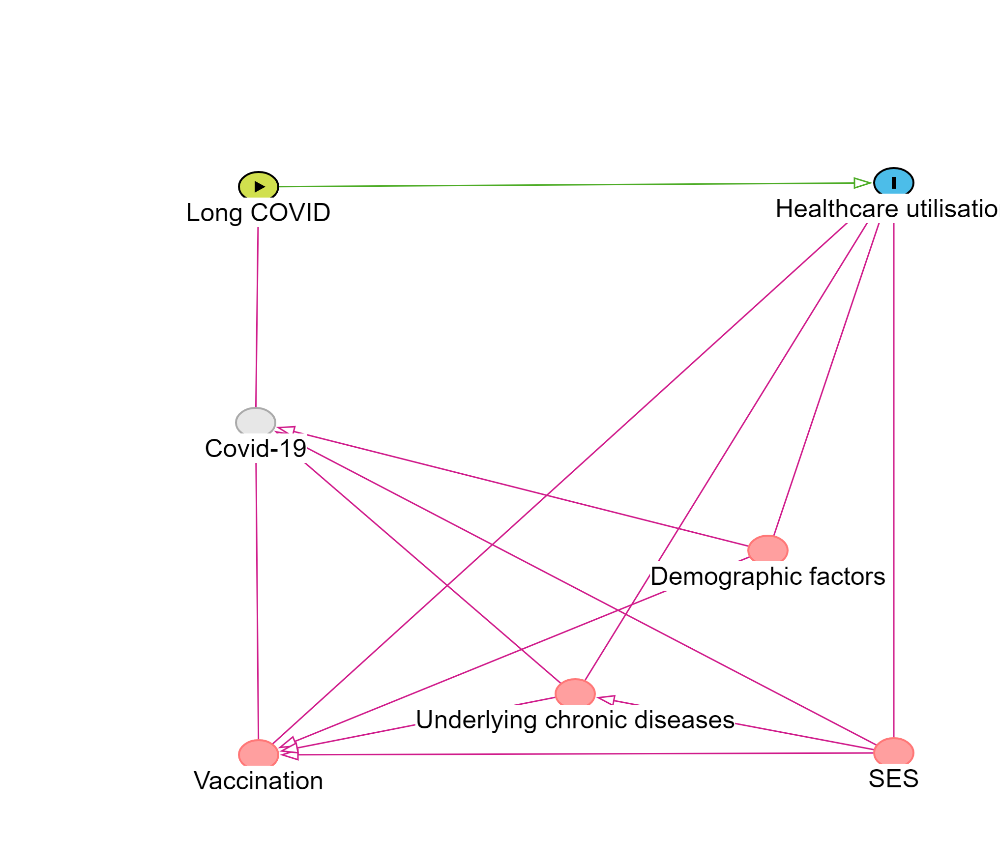 Long COVID
Healthcare utilisatio
Covid-19
Demographic factors
Underlying chronic diseases
Vaccination
SES